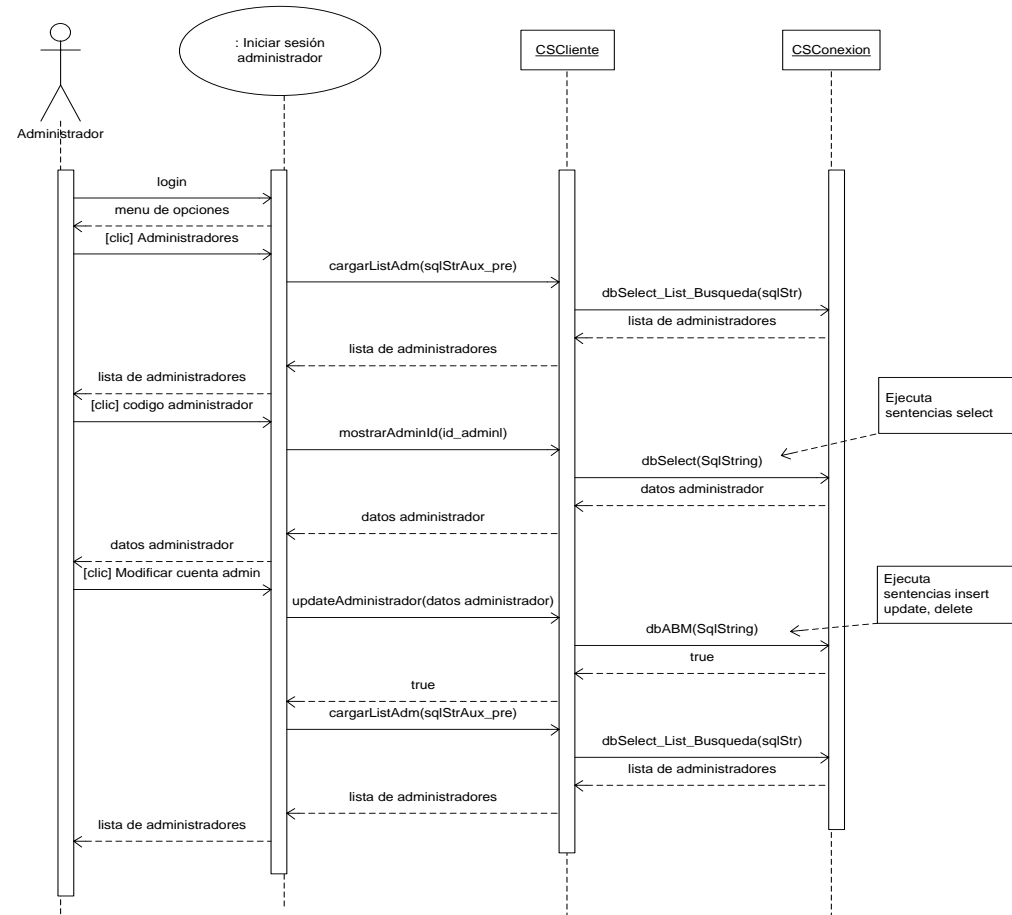 : Iniciar sesión
administrador
CSCliente
CSConexion
Administrador
login
menu de opciones
[clic] Administradores
cargarListAdm(sqlStrAux_pre)
dbSelect_List_Busqueda(sqlStr)
lista de administradores
lista de administradores
lista de administradores
[clic] codigo administrador
Ejecuta
sentencias select
mostrarAdminId(id_adminI)
dbSelect(SqlString)
datos administrador
datos administrador
datos administrador
[clic] Modificar cuenta admin
Ejecuta
sentencias insert
update, delete
updateAdministrador(datos administrador)
dbABM(SqlString)
true
true
cargarListAdm(sqlStrAux_pre)
dbSelect_List_Busqueda(sqlStr)
lista de administradores
lista de administradores
lista de administradores